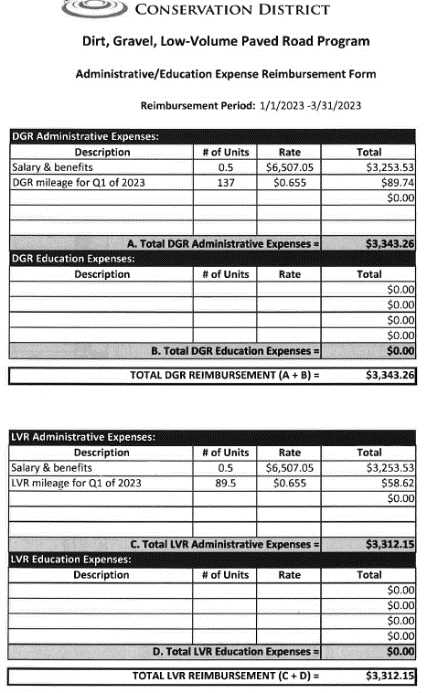 CONSERVATION DISTRICT
Dirt, Gravel, Low-Volume Paved Road Program
Administrative/Education Expense Reimbursement Form
Reimbursement Period: 1/1/2023 -3/31/2023
DGR Administrative Expenses:
Description # of Units Rate Total
Salary & benefits 0.5 $6,507.05 $3,253.53
DGR mileage for Q1 of 2023 137 $0.655 $89.74
$0.00
A. Total DGR Administrative Expenses = $3,343.26
DGR Education Expenses:
Description # of Units Rate Total
$0.00
$0.00
$0.00
$0.00
B. Total DGR Education Expenses = $0.00
TOTAL DGR REIMBURSEMENT (A + B) = $3,343.26
LVR Administrative Expenses:
Description # of Units Rate Total
Salary & benefits 0.5 $6,507.05 $3,253.53
LVR mileage for Q1 of 2023 89.5 $0.655 $58.62
$0.00
C. Total LVR Administrative Expenses = $3,312.15
LVR Education Expenses:
Description # of Units Rate Total
$0.00
$0.00
$0.00
$0.00
D. Total LVR Education Expenses = $0.00
TOTAL LVR REIMBURSEMENT (C + D) = $3,312.15